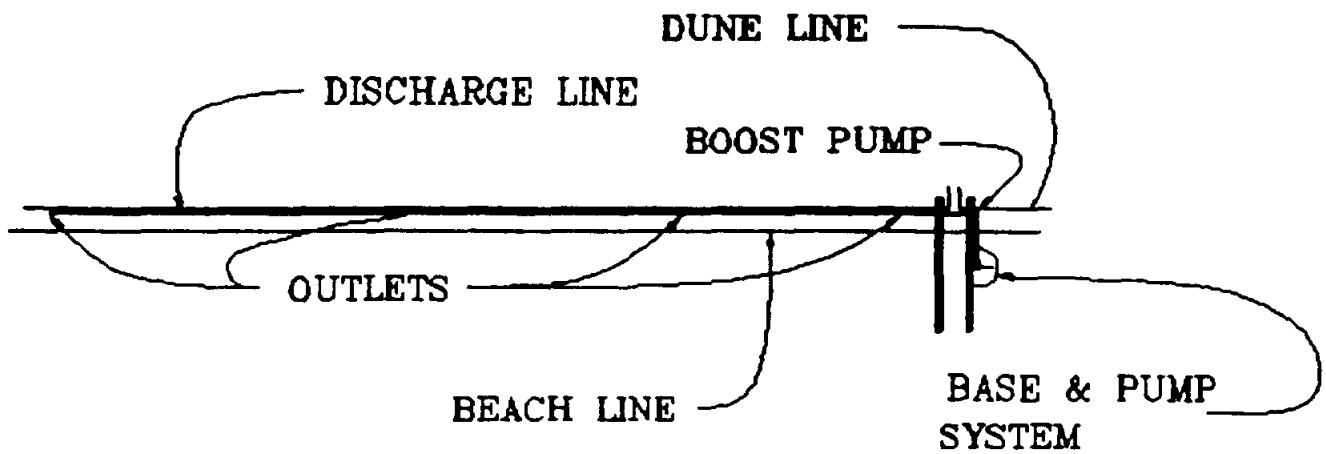 DUNE LINE
DISCHARGE LINE
BOOST PUMP
OUTLETS
BEACH LINE
BASE & PUMP
SYSTEM